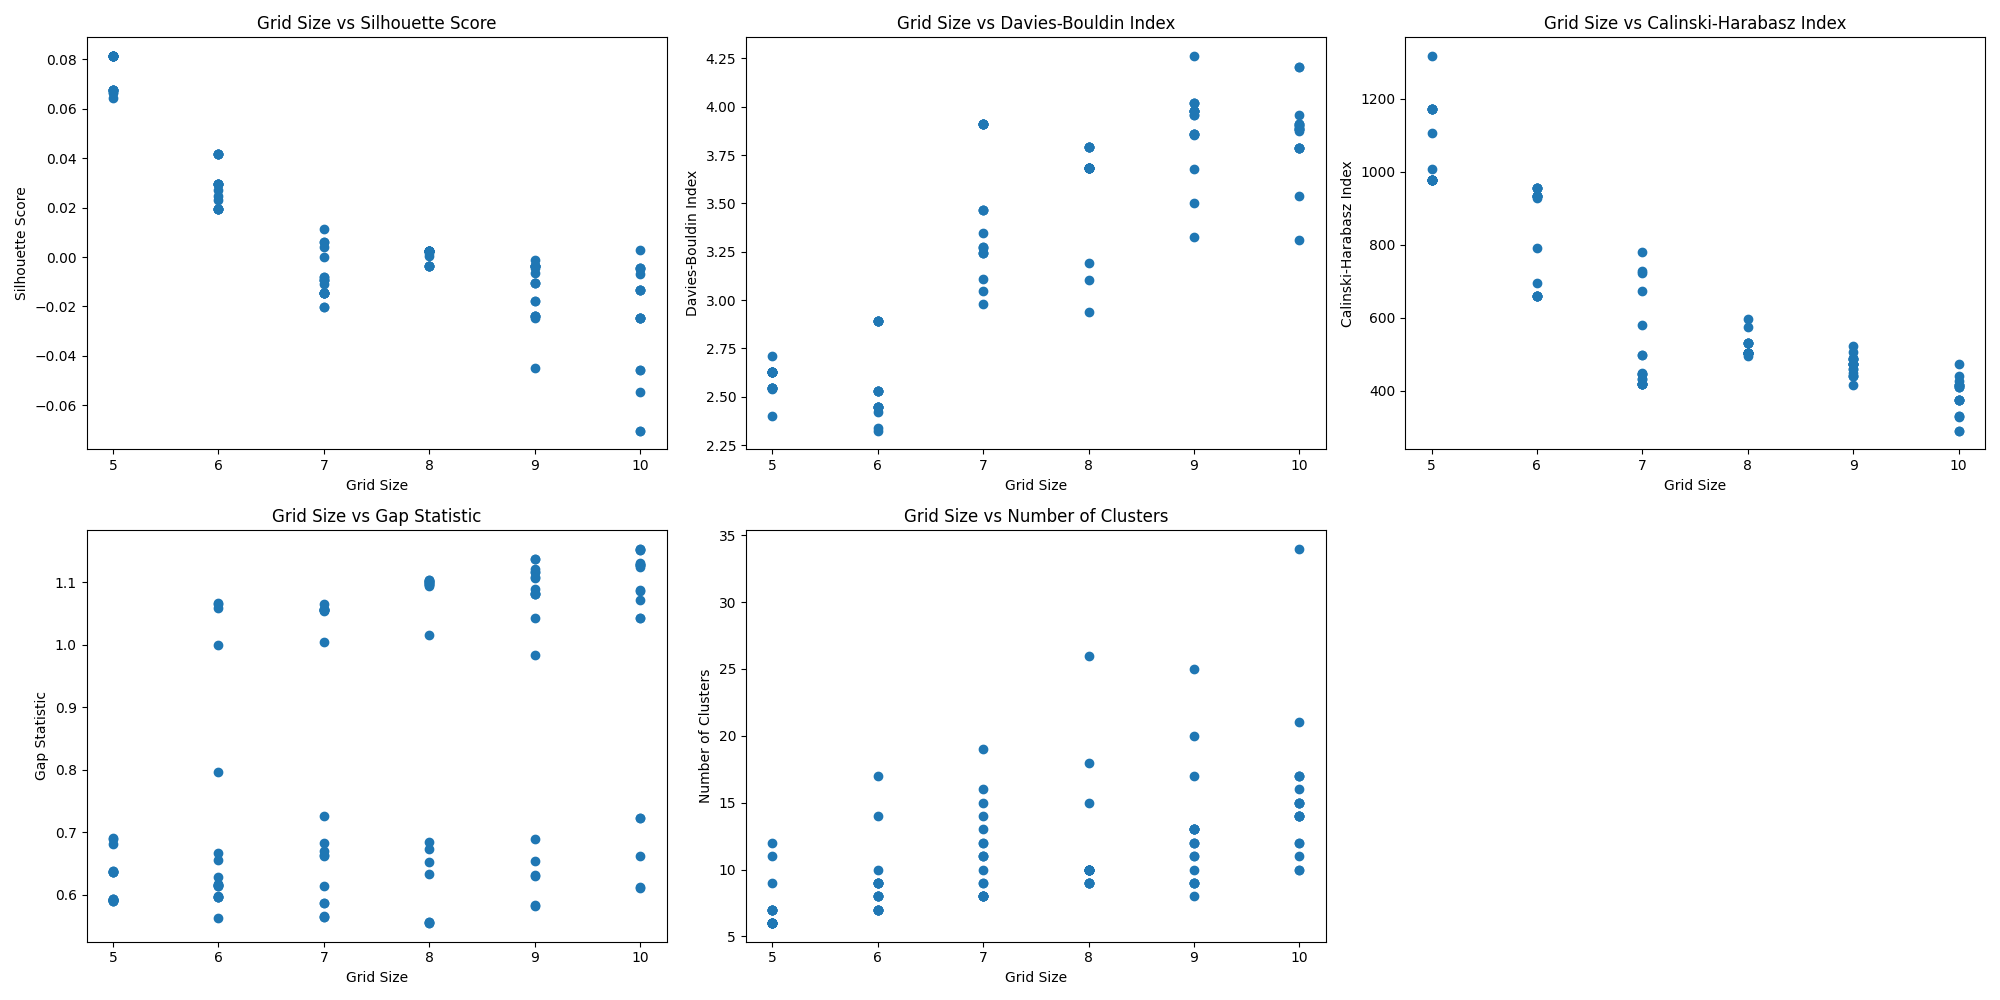 Grid Size vs Silhouette Score
Silhouette Score
0.08
0.06
0.04
0.02
0.00
−0.02
−0.04
−0.06
5 6 7 8 9 10
Grid Size
Grid Size vs Davies-Bouldin Index
Davies-Bouldin Index
4.25
4.00
3.75
3.50
3.25
3.00
2.75
2.50
2.25
5 6 7 8 9 10
Grid Size
Grid Size vs Calinski-Harabasz Index
Calinski-Harabasz Index
1200
1000
800
600
400
5 6 7 8 9 10
Grid Size
Grid Size vs Gap Statistic
Gap Statistic
1.1
1.0
0.9
0.8
0.7
0.6
5 6 7 8 9 10
Grid Size
Grid Size vs Number of Clusters
Number of Clusters
35
30
25
20
15
10
5
5 6 7 8 9 10
Grid Size